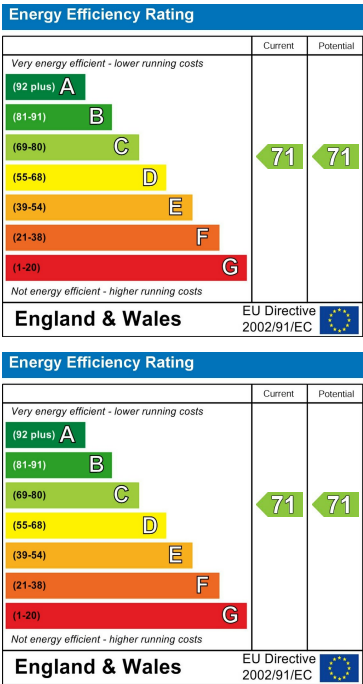 Energy Efficiency Rating
Current Potential
Very energy efficient - lower running costs
(92 plus) A
(81-91) B
(69-80) C 71 71
(55-68) D
(39-54) E
(21-38) F
(1-20) G
Not energy efficient - higher running costs
England & Wales EU Directive 2002/91/EC
Energy Efficiency Rating
Current Potential
Very energy efficient - lower running costs
(92 plus) A
(81-91) B
(69-80) C 71 71
(55-68) D
(39-54) E
(21-38) F
(1-20) G
Not energy efficient - higher running costs
England & Wales EU Directive 2002/91/EC